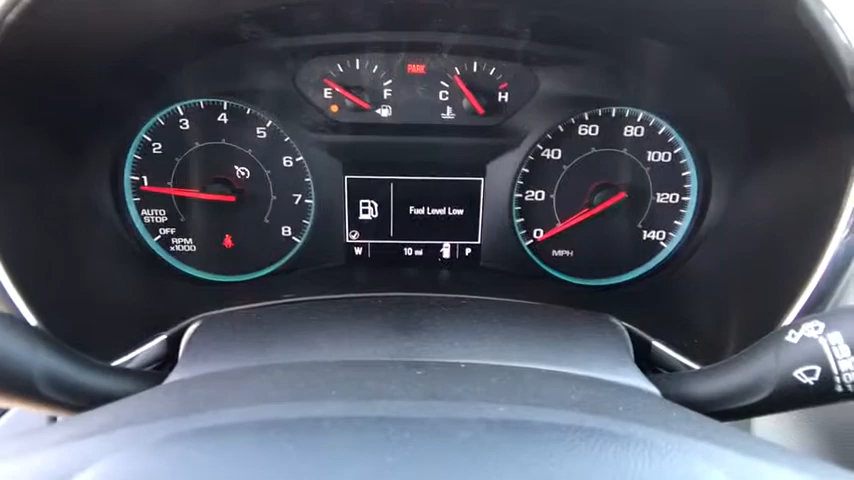 PARK
E F
C H
1 2 3 4 5 6 7 8
AUTO
STOP
OFF
RPM
x1000
Fuel Level Low
W 10 mi P
0 20 40 60 80 100 120 140
MPH